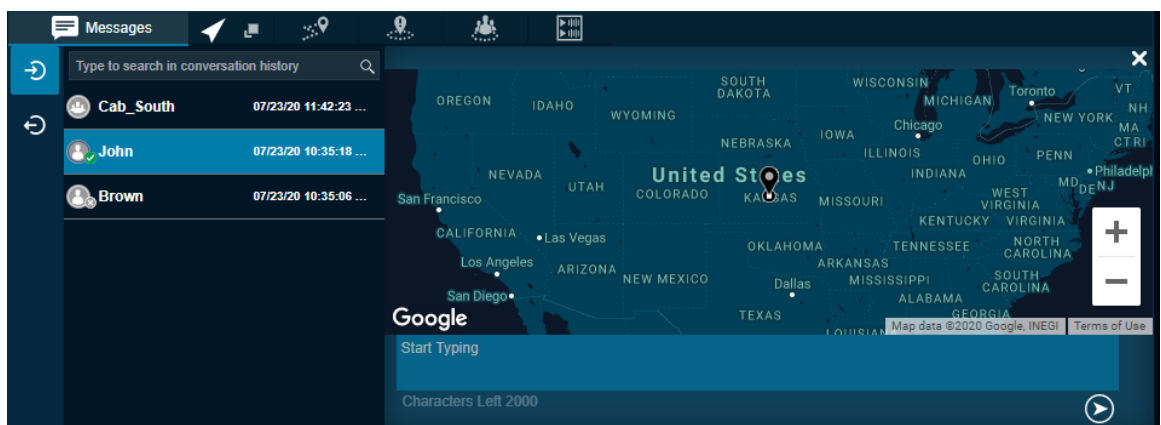 Messages
Type to search in conversation history
Cab_South 07/23/20 11:42:23 ...
John 07/23/20 10:35:18 ...
Brown 07/23/20 10:35:06 ...
SOUTH DAKOTA
WISCONSIN
MICHIGAN
Toronto
VT
OREGON
IDAHO
WYOMING
NH
NEW YORK
MA
CT RI
Chicago
IOWA
NEBRASKA
ILLINOIS
OHIO
PENN
NEVADA
UTAH
United St es
INDIANA
Philadelp
MD
DE NJ
San Francisco
COLORADO
KANSAS
MISSOURI
WEST VIRGINIA
KENTUCKY
VIRGINIA
CALIFORNIA
Las Vegas
OKLAHOMA
TENNESSEE
NORTH CAROLINA
Los Angeles
ARIZONA
NEW MEXICO
ARKANSAS
Dallas
MISSISSIPPI
SOUTH CAROLINA
San Diego
ALABAMA
Google
TEXAS
GEORGIA
LOUISIAN
Map data ©2020 Google, INEGI
Terms of Use
Start Typing
Characters Left 2000